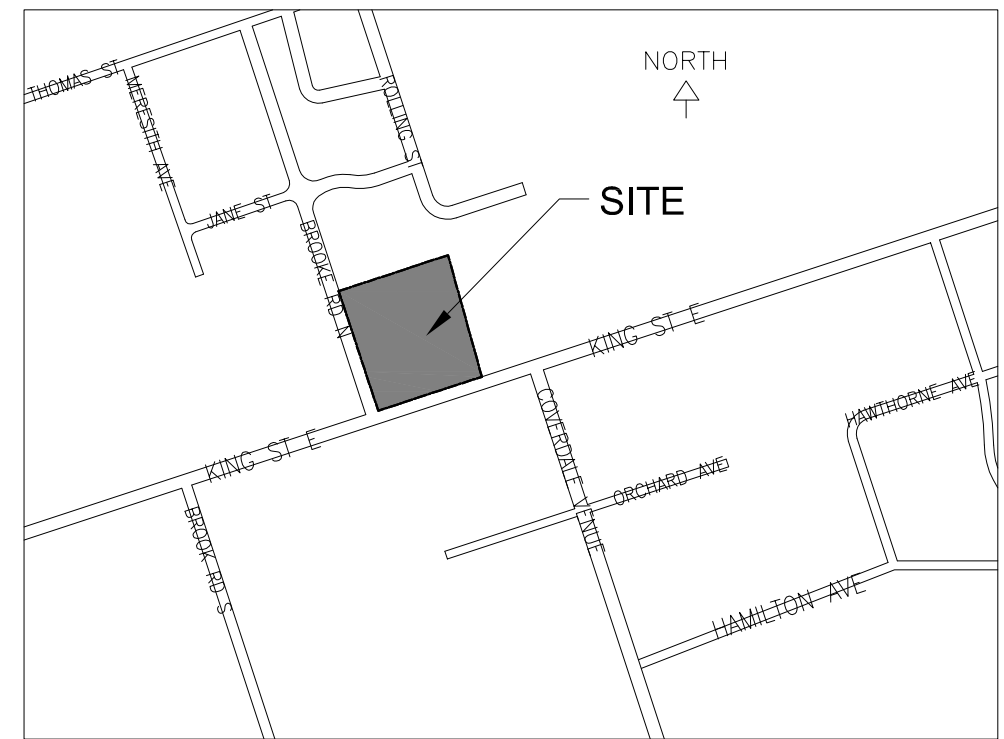 NORTH
THOMAS ST
MEREDITH AVE
ROLLING ST
SITE
JANE ST
BROOKE RD N
KING ST E
HAWTHORNE AVE
KING ST E
COVERDALE AVENUE
ORCHARD AVE
BROOK RD S
HAMILTON AVE